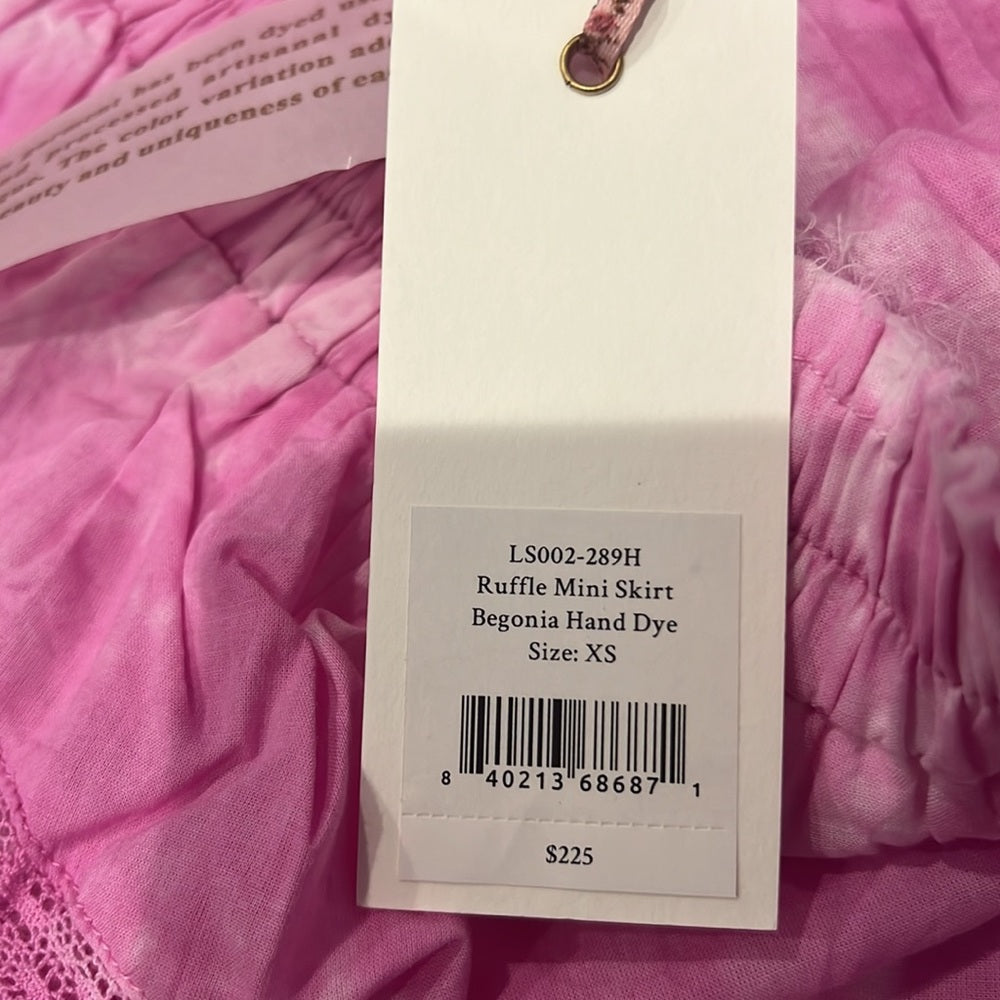 been dyed
processed artisanal
The color variation
and uniqueness of
LS002-289H
Ruffle Mini Skirt
Begonia Hand Dye
Size: XS
8 40213 68687 1
$225